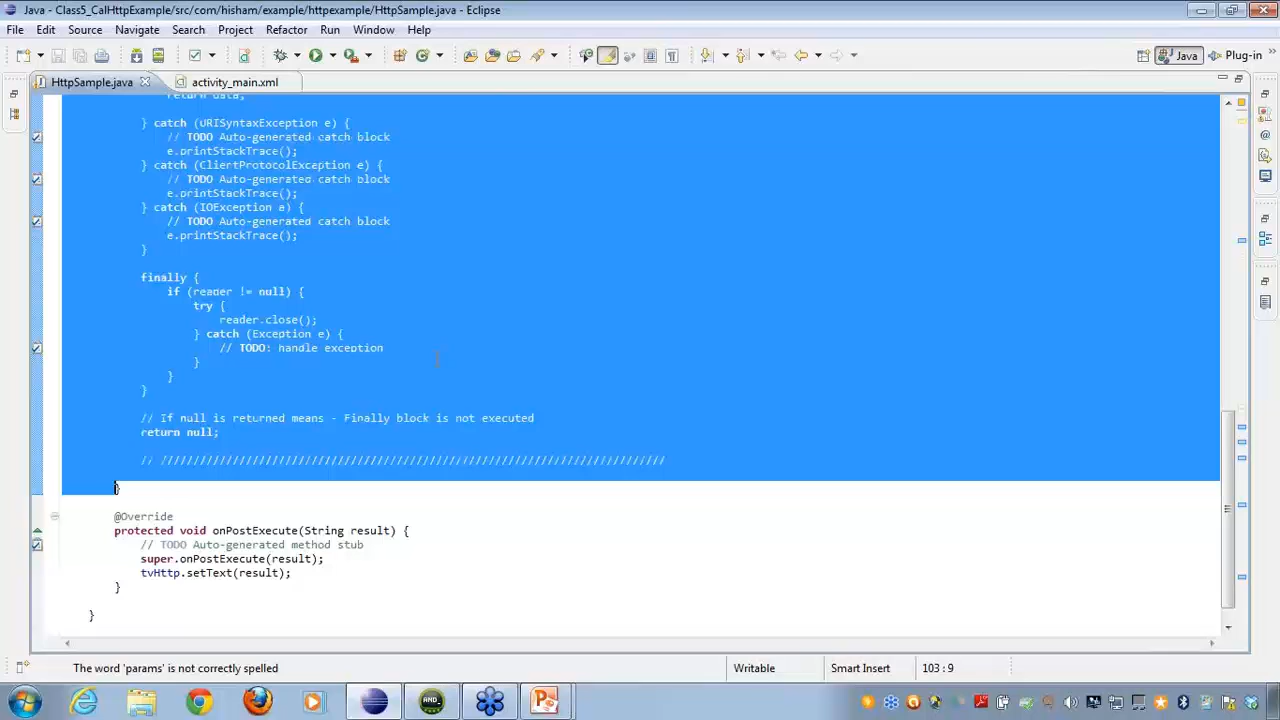 Java - Class5_CalHttpExample/src/com/hisham/example/httpexample/HttpSample.java - Eclipse
File Edit Source Refactor Navigate Search Project Refactor Run Window Help
Java Plug-in
HttpSample.java activity_main.xml
return data;
} catch (URISyntaxException e) {
// TODO Auto-generated catch block
e.printStackTrace();
} catch (ClientProtocolException e) {
// TODO Auto-generated catch block
e.printStackTrace();
} catch (IOException e) {
// TODO Auto-generated catch block
e.printStackTrace();
}
finally {
if (reader != null) {
try {
reader.close();
} catch (Exception e) {
// TODO: handle exception
}
}
}
// If null is returned means - Finally block is not executed
return null;
// /////////////////////////////////////////////////////////////////////////////
}
@Override
protected void onPostExecute(String result) {
// TODO Auto-generated method stub
super.onPostExecute(result);
tvHttp.setText(result);
}
}
The word 'params' is not correctly spelled Writable Smart Insert 103 : 9